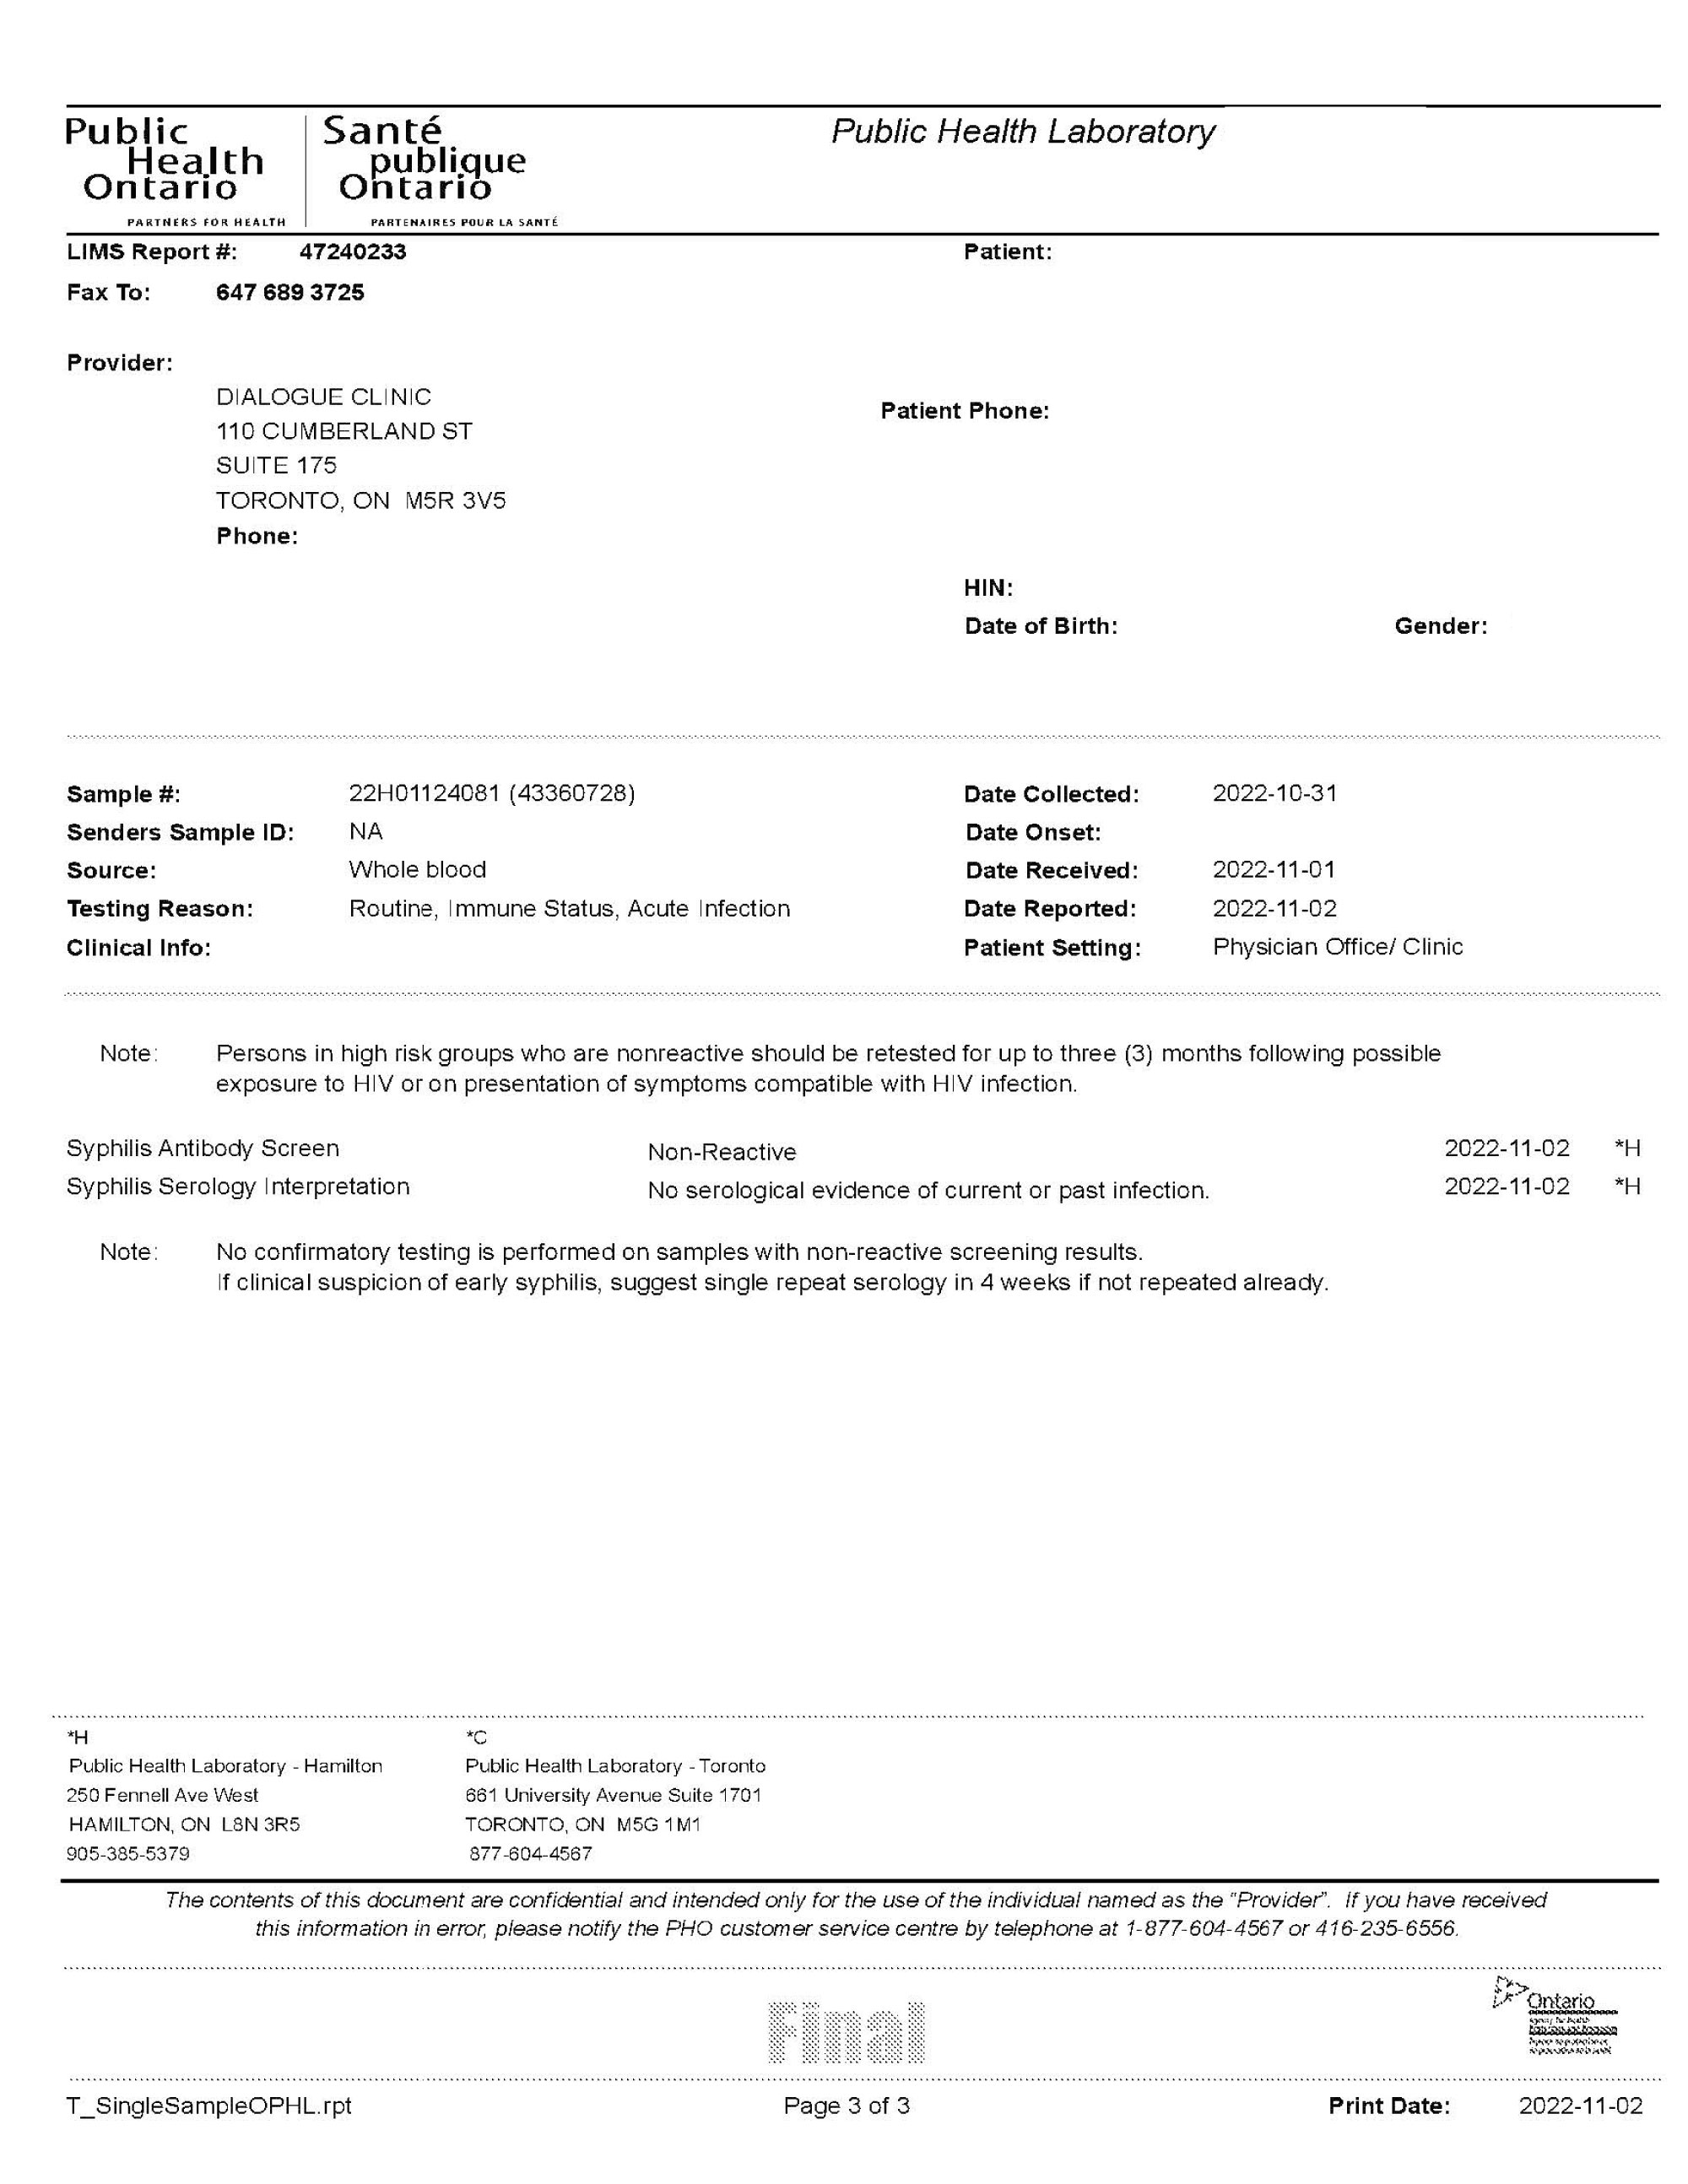 Public Health Ontario
PARTNERS FOR HEALTH
Santé publique Ontario
PARTENAIRES POUR LA SANTÉ
Public Health Laboratory
LIMS Report #: 47240233
Patient:
Fax To: 647 689 3725
Provider:
DIALOGUE CLINIC
110 CUMBERLAND ST
SUITE 175
TORONTO, ON M5R 3V5
Phone:
Patient Phone:
HIN:
Date of Birth: Gender:
Sample #: 22H01124081 (43360728) Date Collected: 2022-10-31
Senders Sample ID: NA Date Onset:
Source: Whole blood Date Received: 2022-11-01
Testing Reason: Routine, Immune Status, Acute Infection Date Reported: 2022-11-02
Clinical Info: Patient Setting: Physician Office/ Clinic
Note: Persons in high risk groups who are nonreactive should be retested for up to three (3) months following possible
exposure to HIV or on presentation of symptoms compatible with HIV infection.
Syphilis Antibody Screen Non-Reactive 2022-11-02 *H
Syphilis Serology Interpretation No serological evidence of current or past infection. 2022-11-02 *H
Note: No confirmatory testing is performed on samples with non-reactive screening results.
If clinical suspicion of early syphilis, suggest single repeat serology in 4 weeks if not repeated already.
*H *C
Public Health Laboratory - Hamilton Public Health Laboratory - Toronto
250 Fennell Ave West 661 University Avenue Suite 1701
HAMILTON, ON L8N 3R5 TORONTO, ON M5G 1M1
905-385-5379 877-604-4567
The contents of this document are confidential and intended only for the use of the individual named as the "Provider". If you have received
this information in error, please notify the PHO customer service centre by telephone at 1-877-604-4567 or 416-235-6556.
Final
Ontario
T_SingleSampleOPHL.rpt Page 3 of 3 Print Date: 2022-11-02